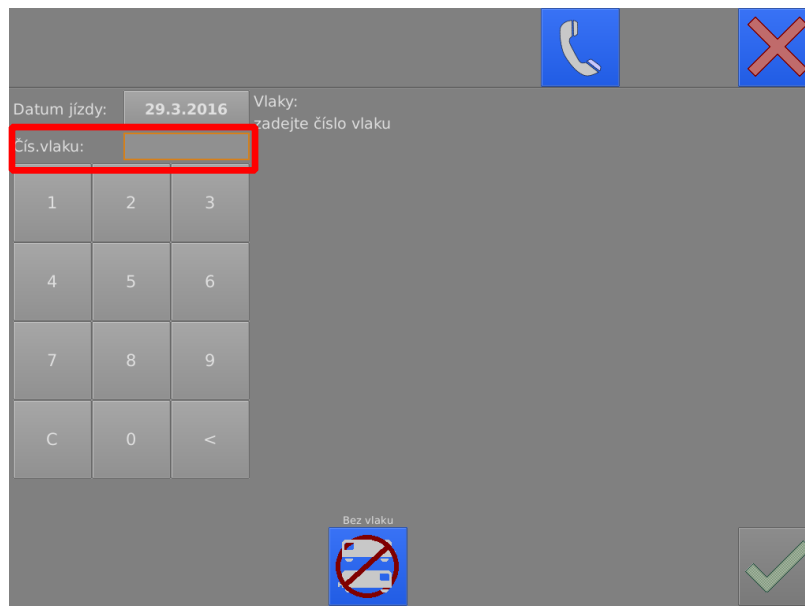 Datum jízdy: 29.3.2016
Čís.vlaku:
Vlaky:
zadejte číslo vlaku
1 2 3
4 5 6
7 8 9
C 0 <
Bez vlaku